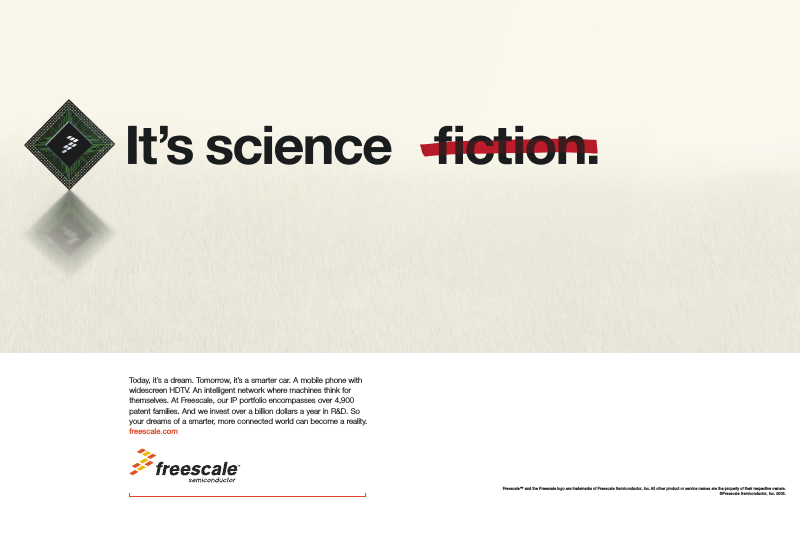 It's science fiction.
Today, it's a dream. Tomorrow, it's a smarter car. A mobile phone with
widescreen HDTV. An intelligent network where machines think for
themselves. At Freescale, our IP portfolio encompasses over 4,900
patent families. And we invest over a billion dollars a year in R&D. So
your dreams of a smarter, more connected world can become a reality.
freescale.com
freescale™
semiconductor
Freescale™ and the Freescale logo are trademarks of Freescale Semiconductor, Inc. All other product or service names are the property of their respective owners.
©Freescale Semiconductor, Inc. 2006.